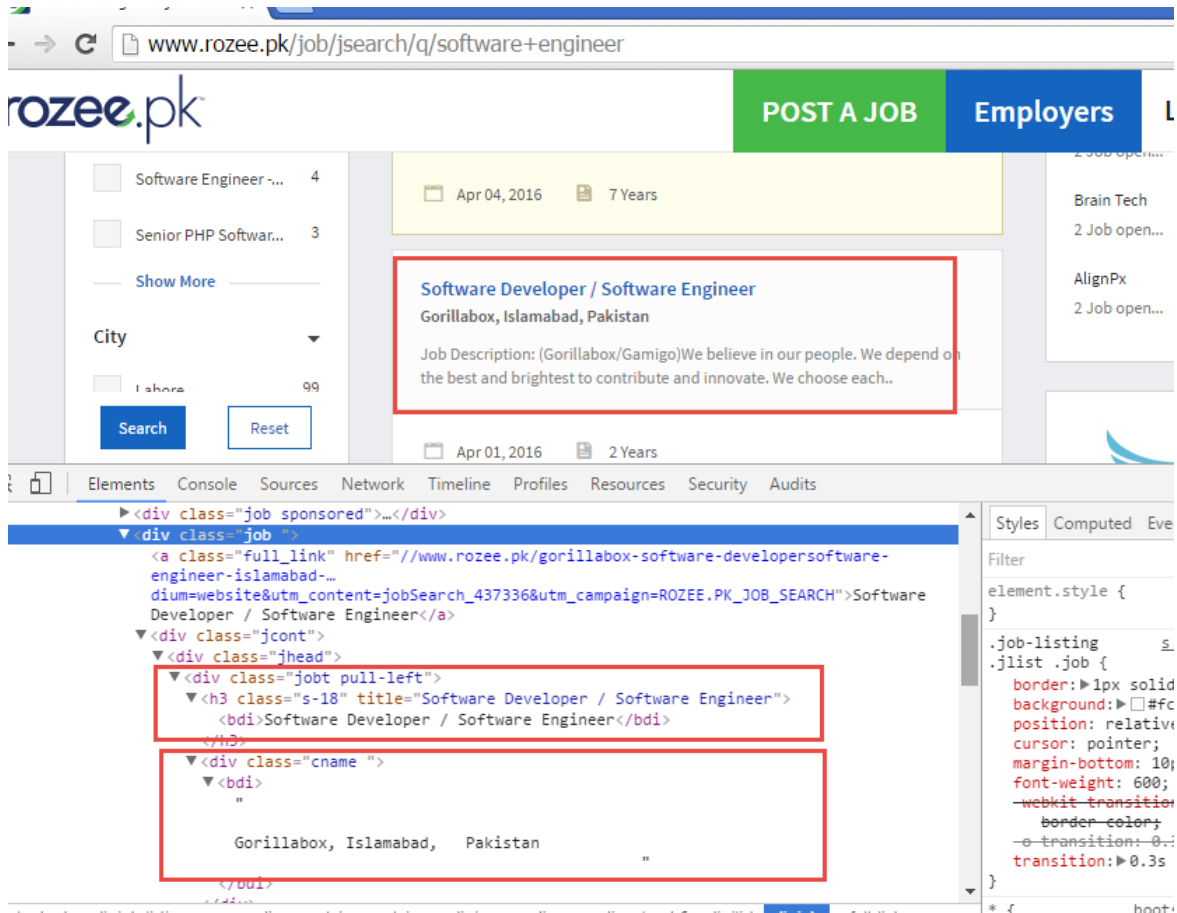 www.rozee.pk/job/jsearch/q/software+engineer
rozee.pk
POST A JOB
Employers
Software Engineer -... 4
Senior PHP Softwar... 3
Show More
City
Lahore 99
Search
Reset
Apr 04, 2016
7 Years
Software Developer / Software Engineer
Gorillabox, Islamabad, Pakistan
Job Description: (Gorillabox/Gamigo)We believe in our people. We depend on
the best and brightest to contribute and innovate. We choose each..
Apr 01, 2016
2 Years
2 Job open...
Brain Tech
2 Job open...
AlignPx
2 Job open...
Elements Console Sources Network Timeline Profiles Resources Security Audits
▶<div class="job sponsored">…</div>
▼<div class="job ">
<a class="full_link" href="//www.rozee.pk/gorillabox-software-developersoftware-
engineer-islamabad-…
dium=website&utm_content=jobSearch_437336&utm_campaign=ROZEE.PK_JOB_SEARCH">Software
Developer / Software Engineer</a>
▼<div class="jcont">
▼<div class="jhead">
▼<div class="jobt pull-left">
▼<h3 class="s-18" title="Software Developer / Software Engineer">
<bdi>Software Developer / Software Engineer</bdi>
</h3>
▼<div class="cname ">
▼<bdi>
"
Gorillabox, Islamabad, Pakistan
"
</bdi>
</div>
Styles Computed Eve
Filter
element.style {
}
.job-listing s
.jlist .job {
border:▶1px solid
background:▶#fc
position: relative
cursor: pointer;
margin-bottom: 10p
font-weight: 600;
-webkit-transition
border-color;
-o-transition: 0.3
transition:▶0.3s
}
* { boots